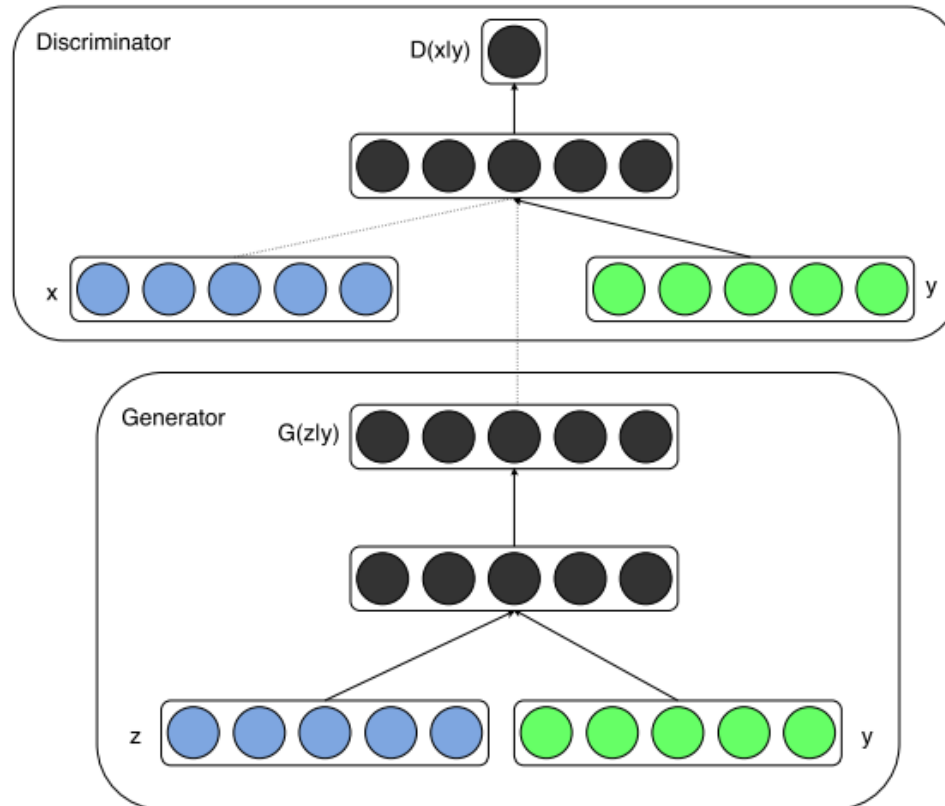 Discriminator
D(x|y)
x
y
Generator
G(z|y)
z
y